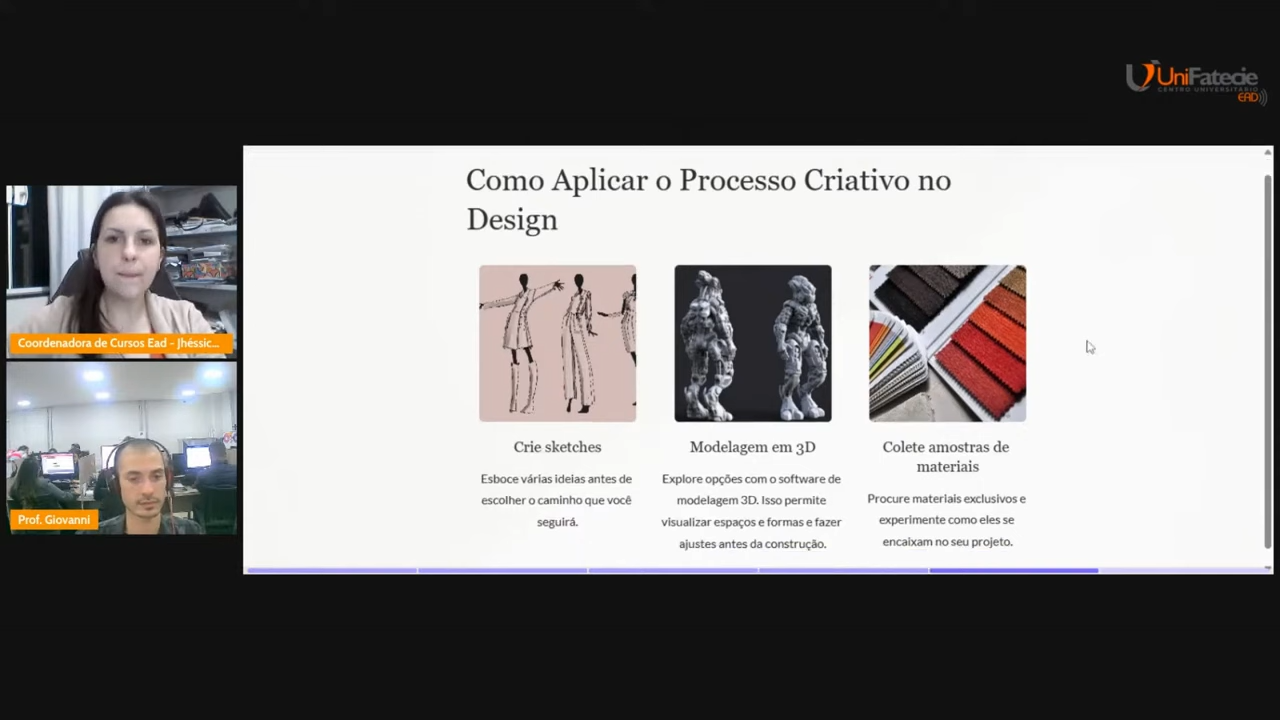 UniFatecie
CENTRO UNIVERSITÁRIO
EAD
Como Aplicar o Processo Criativo no
Design
Coordenadora de Cursos Ead - Jhéssic...
Prof. Giovanni
Crie sketches
Esboce várias ideias antes de
escolher o caminho que você
seguirá.
Modelagem em 3D
Explore opções com o software de
modelagem 3D. Isso permite
visualizar espaços e formas e fazer
ajustes antes da construção.
Colete amostras de
materiais
Procure materiais exclusivos e
experimente como eles se
encaixam no seu projeto.